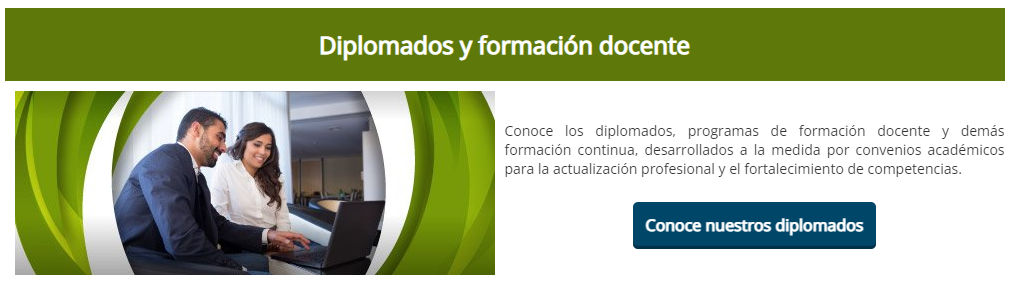 Diplomados y formación docente
Conoce los diplomados, programas de formación docente y demás
formación continua, desarrollados a la medida por convenios académicos
para la actualización profesional y el fortalecimiento de competencias.
Conoce nuestros diplomados